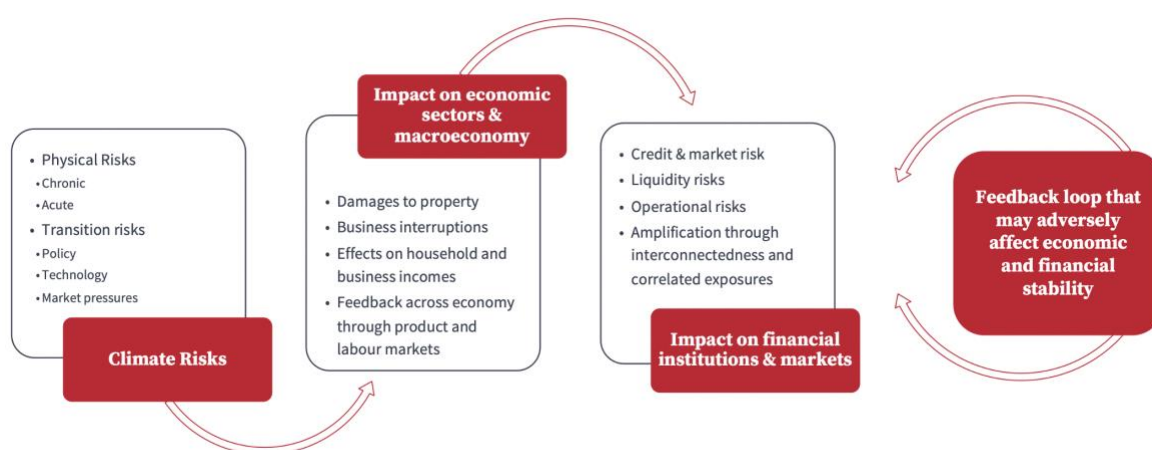 • Physical Risks
• Chronic
• Acute
• Transition risks
• Policy
• Technology
• Market pressures
Climate Risks
Impact on economic
sectors &
macroeconomy
• Damages to property
• Business interruptions
• Effects on household and
business incomes
• Feedback across economy
through product and
labour markets
• Credit & market risk
• Liquidity risks
• Operational risks
• Amplification through
interconnectedness and
correlated exposures
Impact on financial
institutions & markets
Feedback loop that
may adversely
affect economic
and financial
stability